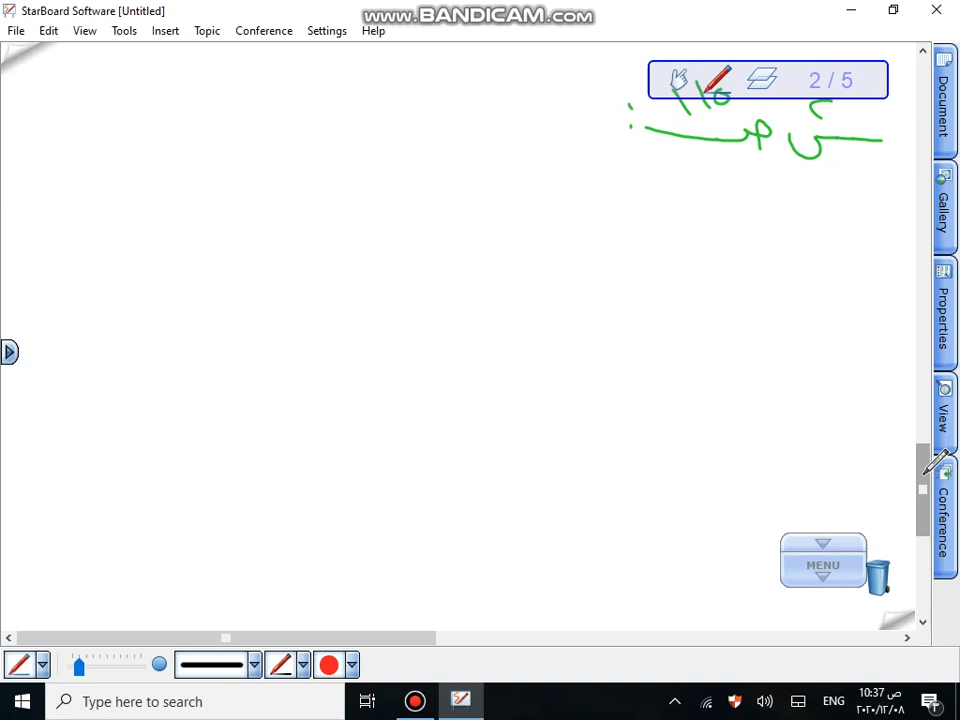 StarBoard Software [Untitled]
WWW.BANDICAM.COM
File Edit View Tools Insert Topic Conference Settings Help
2 / 5
Document
Gallery
Properties
View
Conference
MENU
Type here to search
ENG
10:37 ص
٢٠٢٠/١٢/٠٨